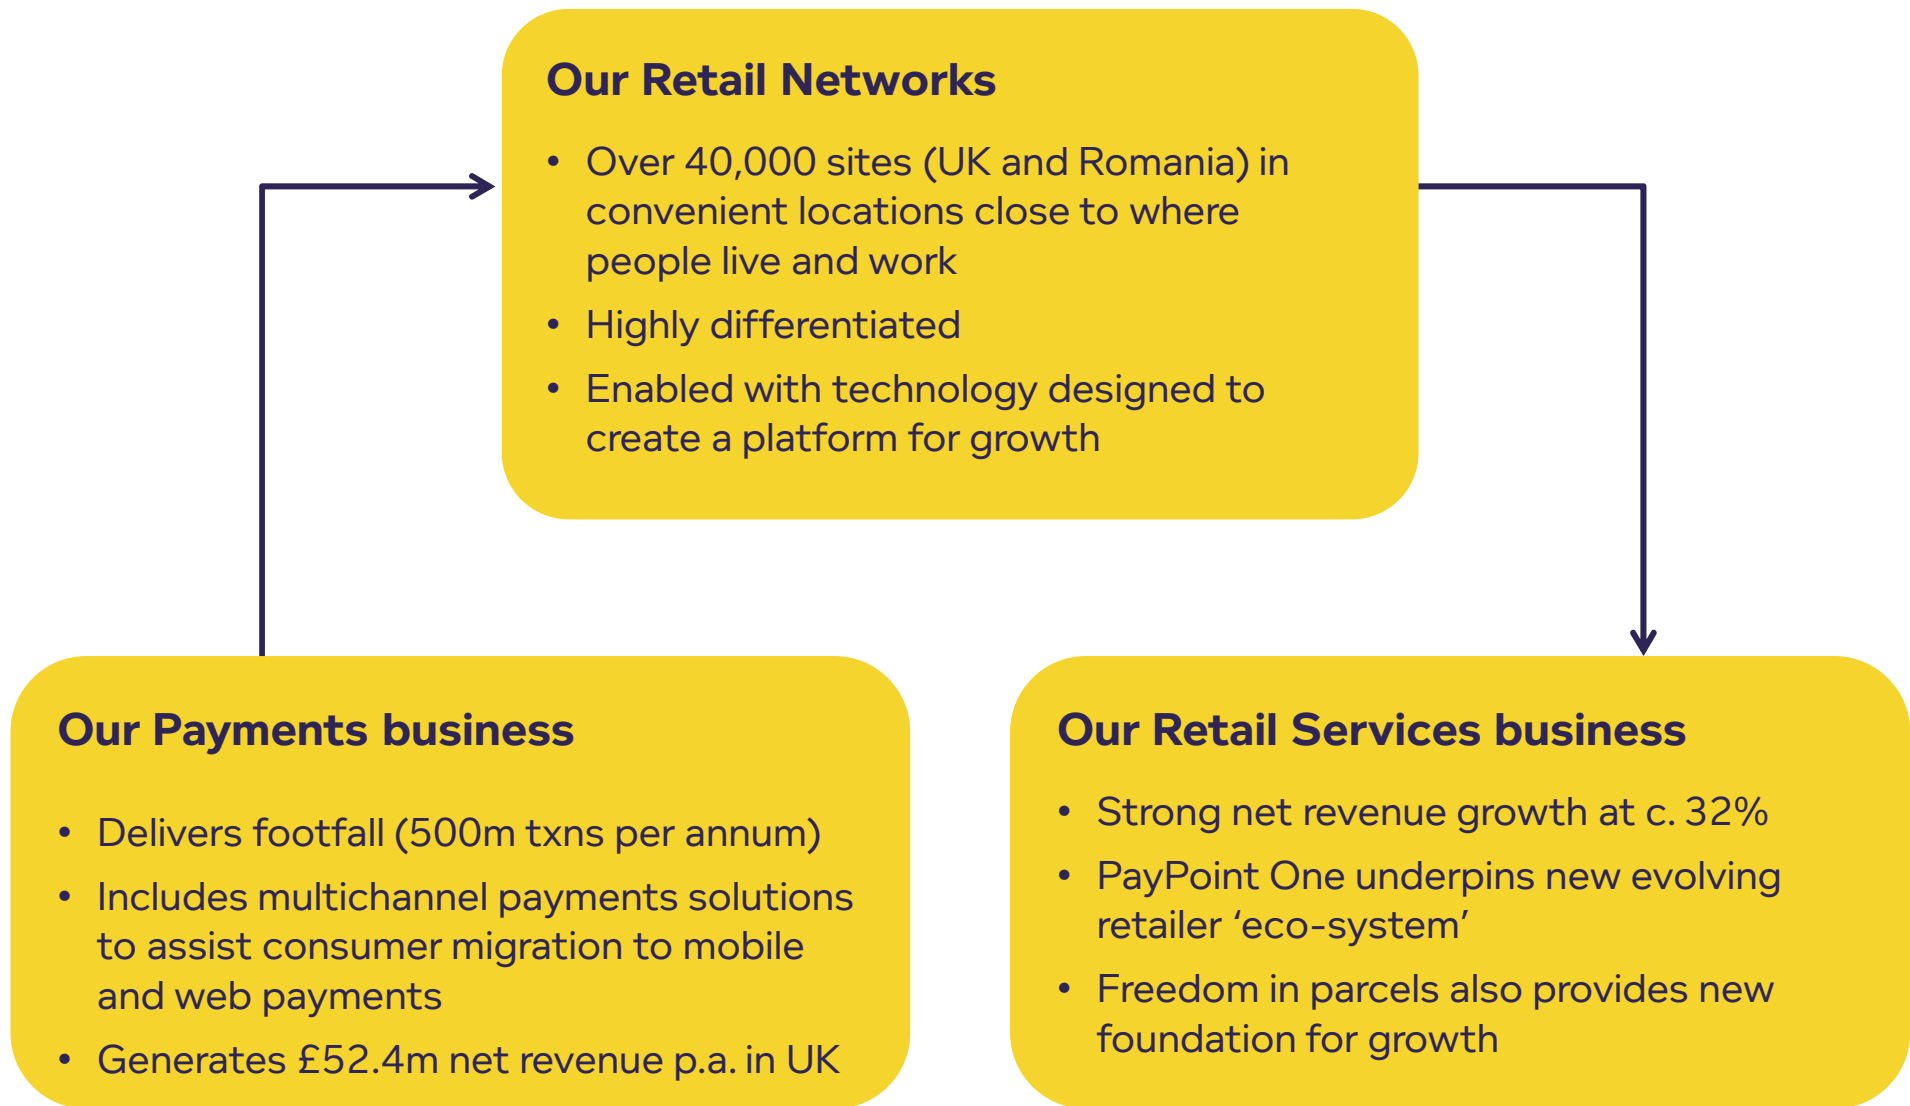 Our Retail Networks
• Over 40,000 sites (UK and Romania) in
convenient locations close to where
people live and work
• Highly differentiated
• Enabled with technology designed to
create a platform for growth
Our Payments business
• Delivers footfall (500m txns per annum)
• Includes multichannel payments solutions
to assist consumer migration to mobile
and web payments
• Generates £52.4m net revenue p.a. in UK
Our Retail Services business
• Strong net revenue growth at c. 32%
• PayPoint One underpins new evolving
retailer ‘eco-system’
• Freedom in parcels also provides new
foundation for growth